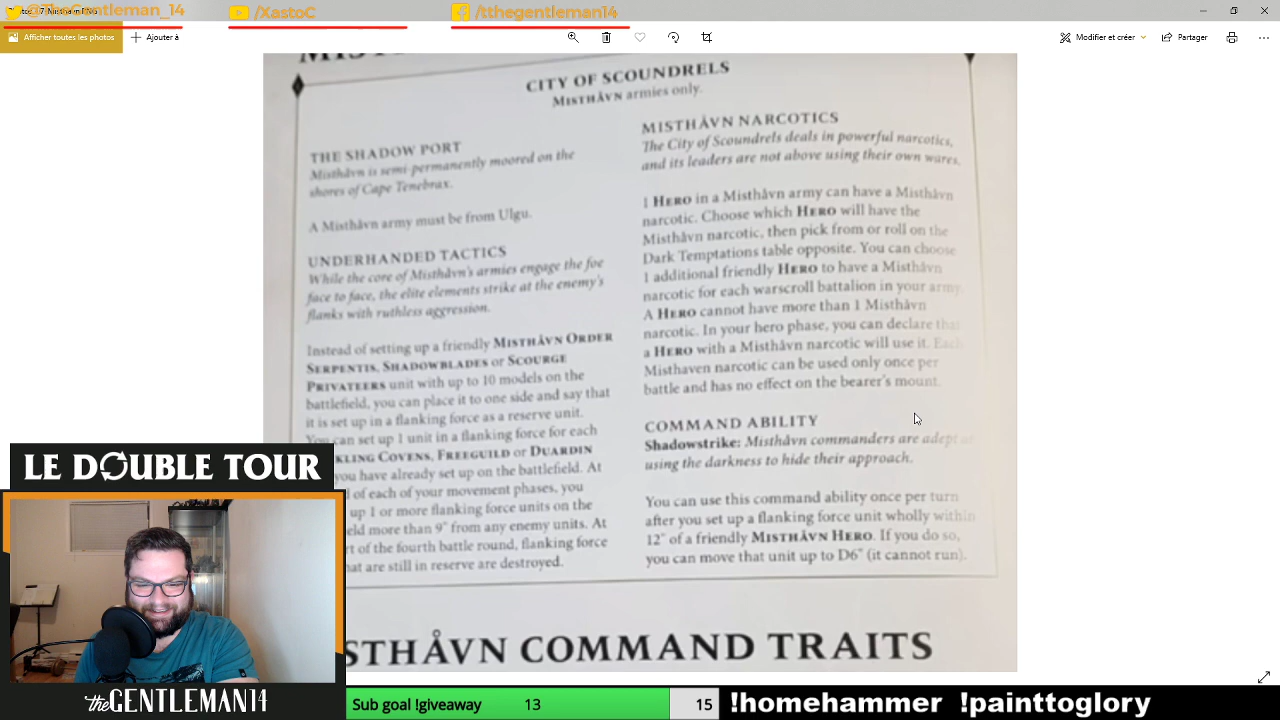 @TheGentleman_14
/XastoC
/tthegentleman14
Afficher toutes les photos
Ajouter à
Modifier et créer
Partager
CITY OF SCOUNDRELS
MISTHÅVN armies only.
THE SHADOW PORT
Misthåvn is semi-permanently moored on the
shores of Cape Tenebrax.
A Misthåvn army must be from Ulgu.
UNDERHANDED TACTICS
While the core of Misthåvn's armies engage the foe
face to face, the elite elements strike at the enemy's
flanks with ruthless aggression.
Instead of setting up a friendly MISTHÅVN ORDER
SERPENTIS, SHADOWBLADES or SCOURGE
PRIVATEERS unit with up to 10 models on the
battlefield, you can place it to one side and say that
it is set up in a flanking force as a reserve unit.
You can set up 1 unit in a flanking force for each
KLING COVENS, FREEGUILD or DUARDIN
you have already set up on the battlefield. At
of each of your movement phases, you
up 1 or more flanking force units on the
eld more than 9" from any enemy units. At
rt of the fourth battle round, flanking force
hat are still in reserve are destroyed.
MISTHÅVN NARCOTICS
The City of Scoundrels deals in powerful narcotics,
and its leaders are not above using their own wares.
1 HERO in a Misthåvn army can have a Misthåvn
narcotic. Choose which HERO will have the
Misthåvn narcotic, then pick from or roll on the
Dark Temptations table opposite. You can choose
1 additional friendly HERO to have a Misthåvn
narcotic for each warscroll battalion in your army.
A HERO cannot have more than 1 Misthåvn
narcotic. In your hero phase, you can declare that
a HERO with a Misthåvn narcotic will use it. Each
Misthaven narcotic can be used only once per
battle and has no effect on the bearer's mount.
COMMAND ABILITY
Shadowstrike: Misthåvn commanders are adept at
using the darkness to hide their approach.
You can use this command ability once per turn
after you set up a flanking force unit wholly within
12" of a friendly MISTHÅVN HERO. If you do so,
you can move that unit up to D6" (it cannot run).
STHÅVN COMMAND TRAITS
LE DOUBLE TOUR
theGENTLEMAN14
Sub goal !giveaway 13 15
!homehammer !painttoglory